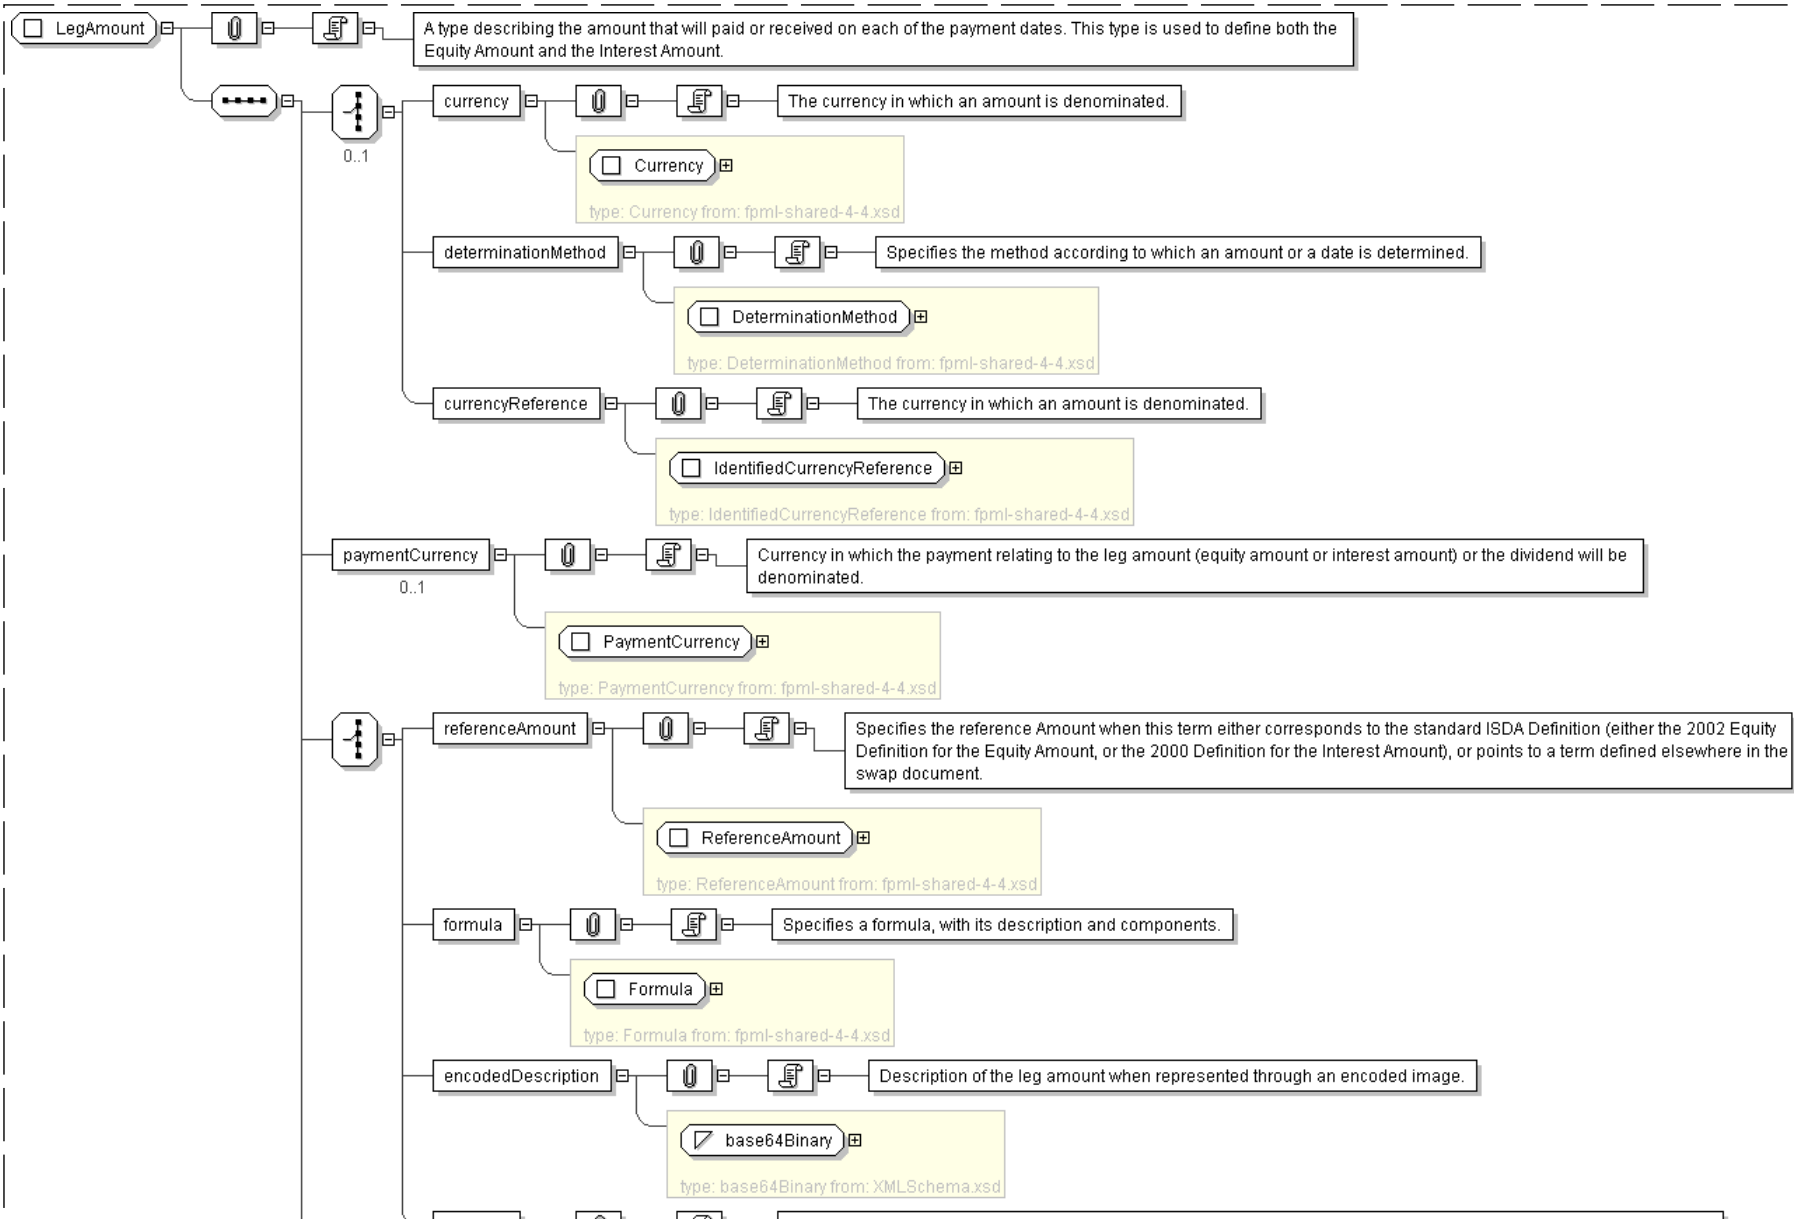 LegAmount
A type describing the amount that will paid or received on each of the payment dates. This type is used to define both the
Equity Amount and the Interest Amount.
0..1
currency
The currency in which an amount is denominated.
Currency
type: Currency from: fpml-shared-4-4.xsd
determinationMethod
Specifies the method according to which an amount or a date is determined.
DeterminationMethod
type: DeterminationMethod from: fpml-shared-4-4.xsd
currencyReference
The currency in which an amount is denominated.
IdentifiedCurrencyReference
type: IdentifiedCurrencyReference from: fpml-shared-4-4.xsd
paymentCurrency
0..1
Currency in which the payment relating to the leg amount (equity amount or interest amount) or the dividend will be
denominated.
PaymentCurrency
type: PaymentCurrency from: fpml-shared-4-4.xsd
referenceAmount
Specifies the reference Amount when this term either corresponds to the standard ISDA Definition (either the 2002 Equity
Definition for the Equity Amount, or the 2000 Definition for the Interest Amount), or points to a term defined elsewhere in the
swap document.
ReferenceAmount
type: ReferenceAmount from: fpml-shared-4-4.xsd
formula
Specifies a formula, with its description and components.
Formula
type: Formula from: fpml-shared-4-4.xsd
encodedDescription
Description of the leg amount when represented through an encoded image.
base64Binary
type: base64Binary from: XMLSchema.xsd